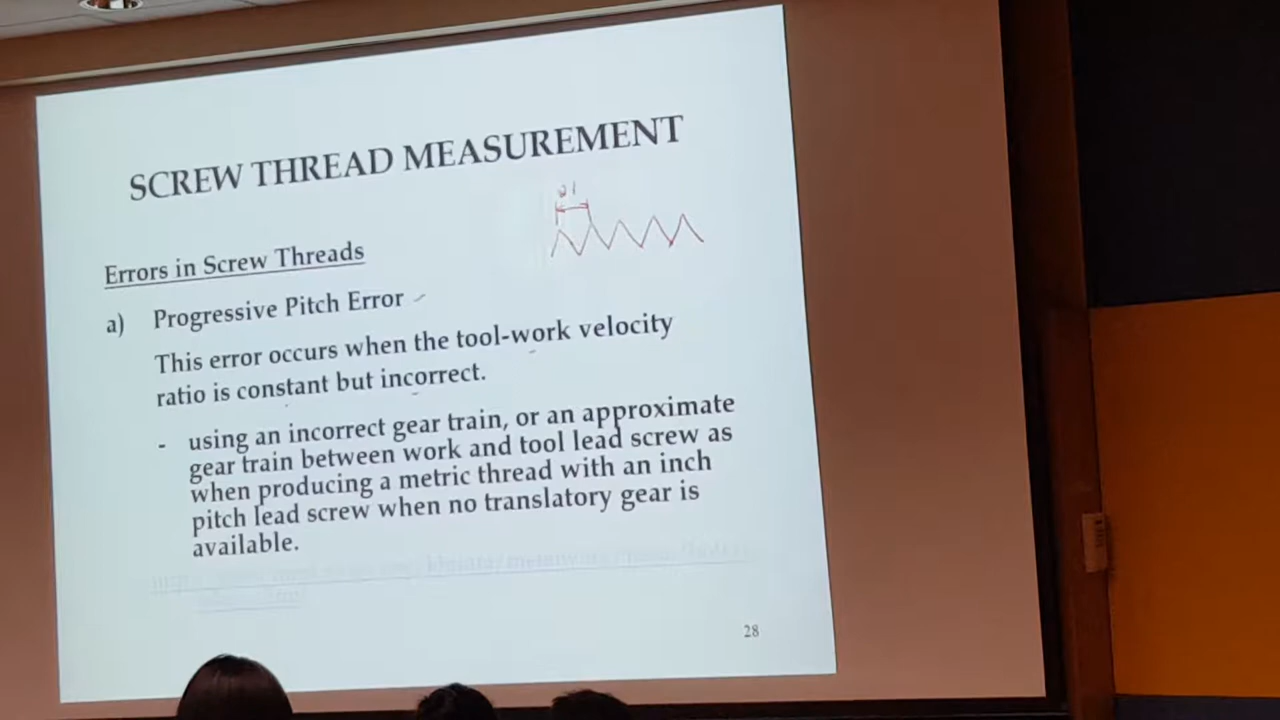 SCREW THREAD MEASUREMENT
Errors in Screw Threads
a) Progressive Pitch Error
This error occurs when the tool-work velocity
ratio is constant but incorrect.
- using an incorrect gear train, or an approximate
gear train between work and tool lead screw as
when producing a metric thread with an inch
pitch lead screw when no translatory gear is
available.
28